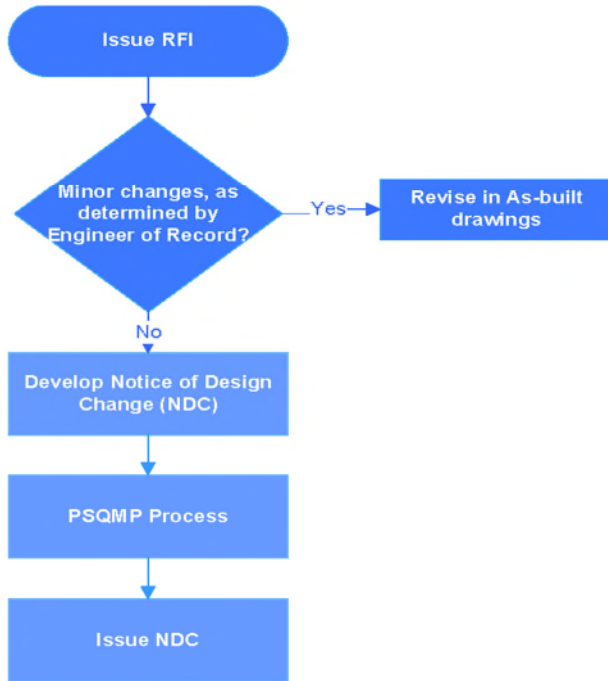 Issue RFI
Minor changes, as
determined by
Engineer of Record?
Yes
Revise in As-built
drawings
No
Develop Notice of Design
Change (NDC)
PSQMP Process
Issue NDC